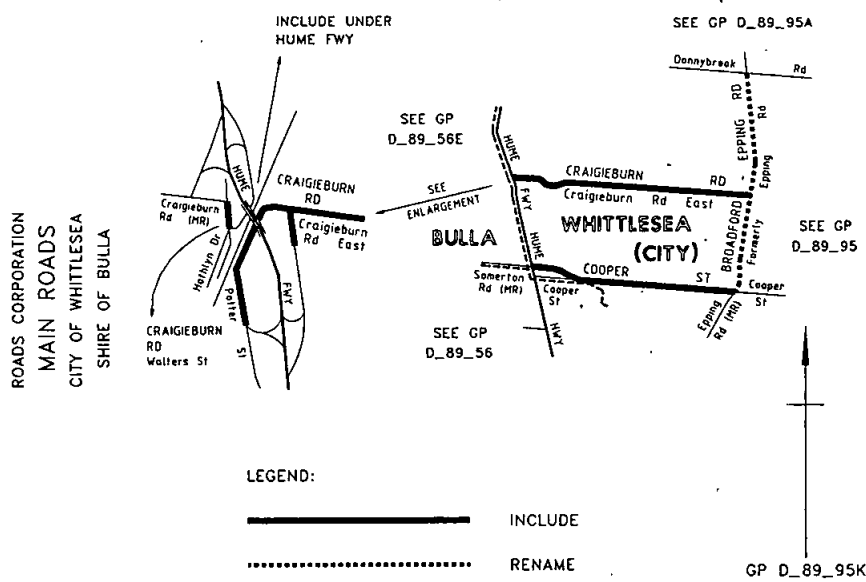 ROADS CORPORATION
MAIN ROADS
CITY OF WHITTLESEA
SHIRE OF BULLA
INCLUDE UNDER
HUME FWY
HUME
CRAIGIEBURN
RD
Craigieburn
Rd East
Craigieburn
Rd (MR)
Hothlyn Dr
Potter St
FWY
CRAIGIEBURN
RD
Walters St
SEE
ENLARGEMENT
SEE GP
D_89_56E
SEE GP D_89_95A
Donnybrook Rd
EPPING RD
Epping Rd
HUME FWY
CRAIGIEBURN RD
Craigieburn Rd East
BULLA
WHITTLESEA
(CITY)
BROADFORD
Formerly
SEE GP
D_89_95
HUME
HWY
COOPER ST
Somerton
Rd (MR)
Cooper
St
Epping
Rd (MR)
Cooper
St
SEE GP
D_89_56
LEGEND:
INCLUDE
RENAME
GP D_89_95K